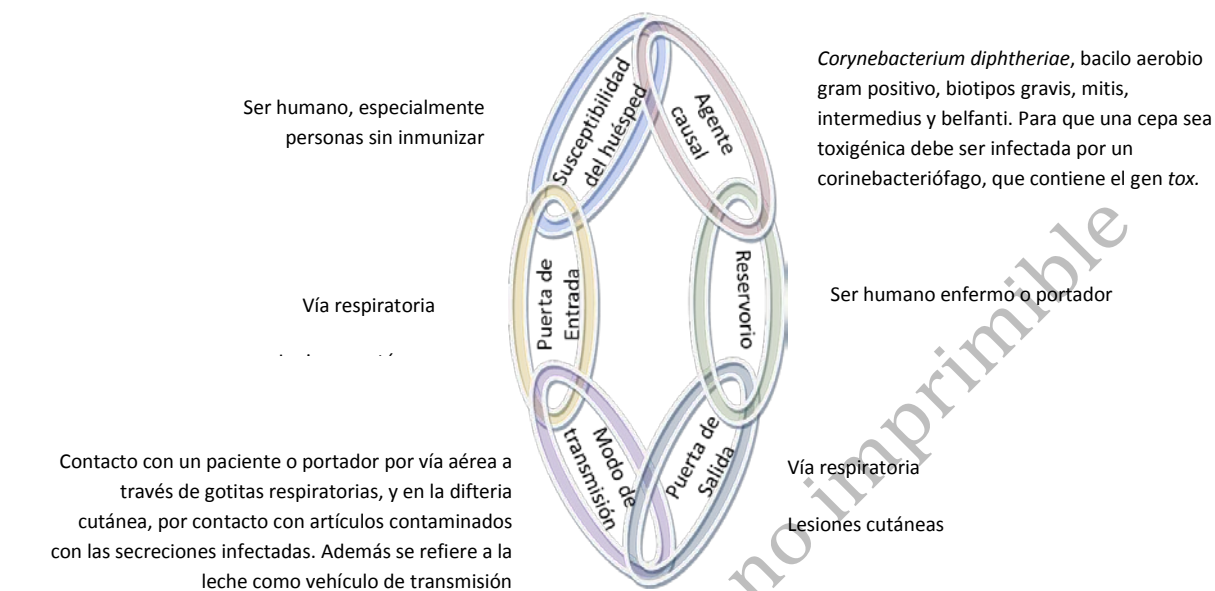 Ser humano, especialmente
personas sin inmunizar
Susceptibilidad
del huésped
Agente
causal
Corynebacterium diphtheriae, bacilo aerobio
gram positivo, biotipos gravis, mitis,
intermedius y belfanti. Para que una cepa sea
toxigénica debe ser infectada por un
corinebacteriófago, que contiene el gen tox.
Vía respiratoria
Puerta de
Entrada
Reservorio
Ser humano enfermo o portador
Contacto con un paciente o portador por vía aérea a
través de gotitas respiratorias, y en la difteria
cutánea, por contacto con artículos contaminados
con las secreciones infectadas. Además se refiere a la
leche como vehículo de transmisión
Modo de
transmisión
Puerta de
Salida
Vía respiratoria
Lesiones cutáneas
no imprimible